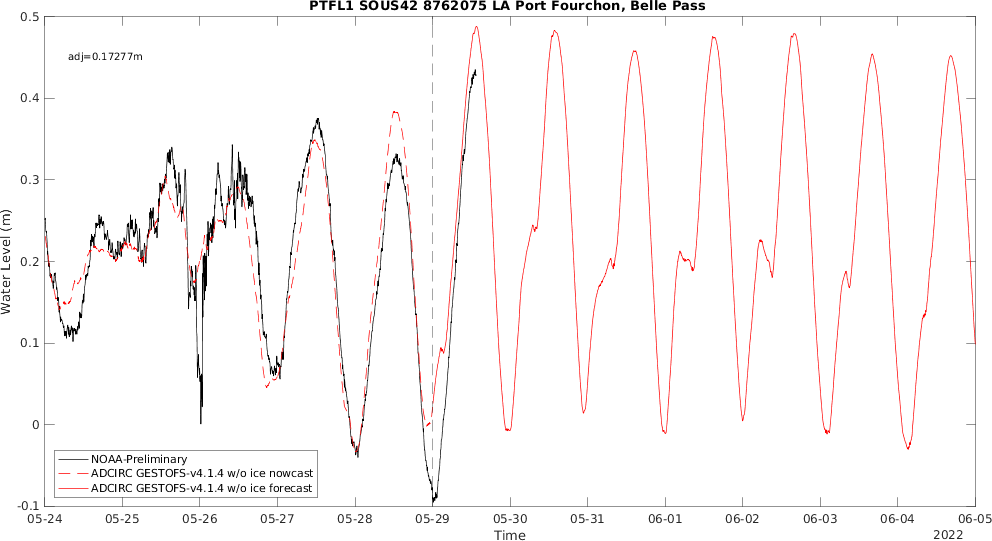 PTFL1 SOUS42 8762075 LA Port Fourchon, Belle Pass
adj=0.17277m
Water Level (m)
0.5
0.4
0.3
0.2
0.1
0
-0.1
NOAA-Preliminary
ADCIRC GESTOFS-v4.1.4 w/o ice nowcast
ADCIRC GESTOFS-v4.1.4 w/o ice forecast
05-24 05-25 05-26 05-27 05-28 05-29 05-30 05-31 06-01 06-02 06-03 06-04 06-05
Time
2022